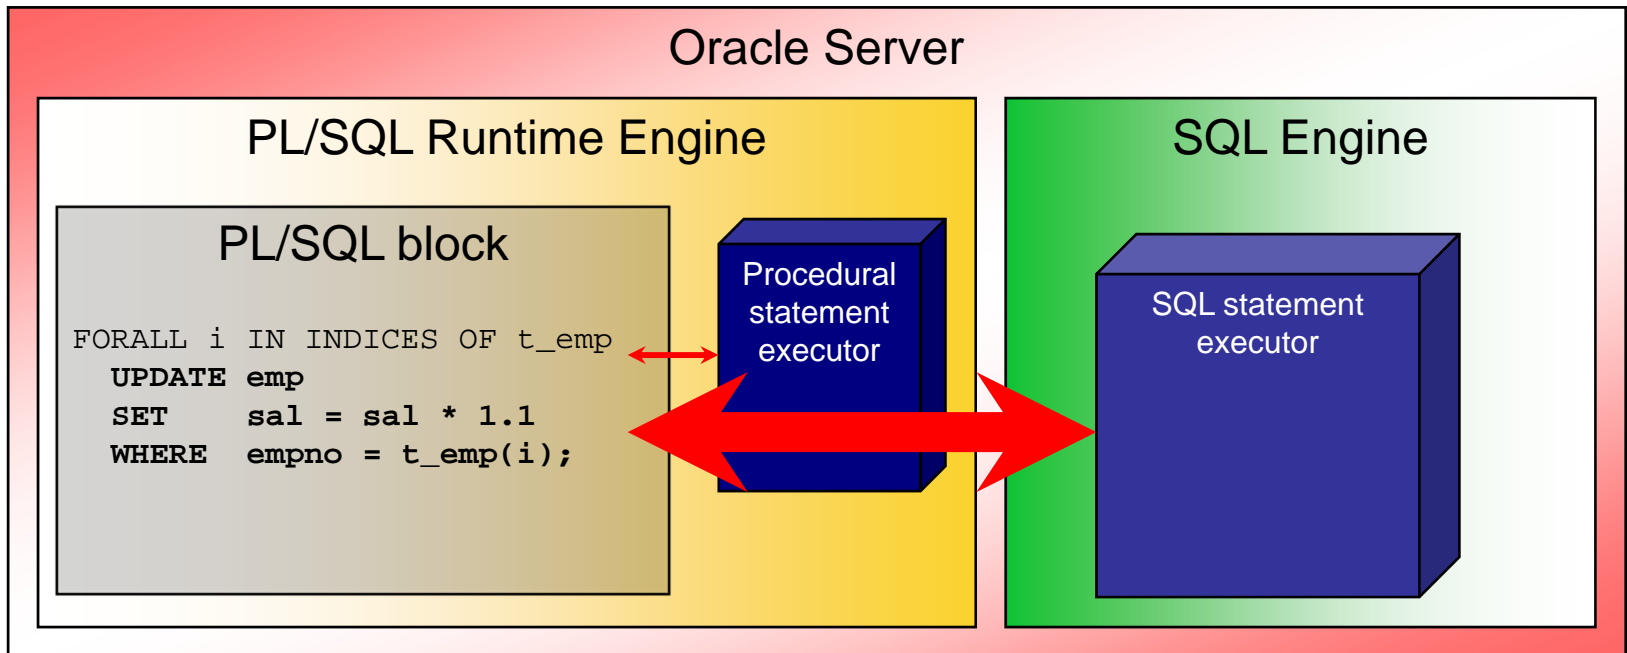 Oracle Server
PL/SQL Runtime Engine
SQL Engine
PL/SQL block
FORALL i IN INDICES OF t_emp
UPDATE emp
SET sal = sal * 1.1
WHERE empno = t_emp(i);
Procedural
statement
executor
SQL statement
executor